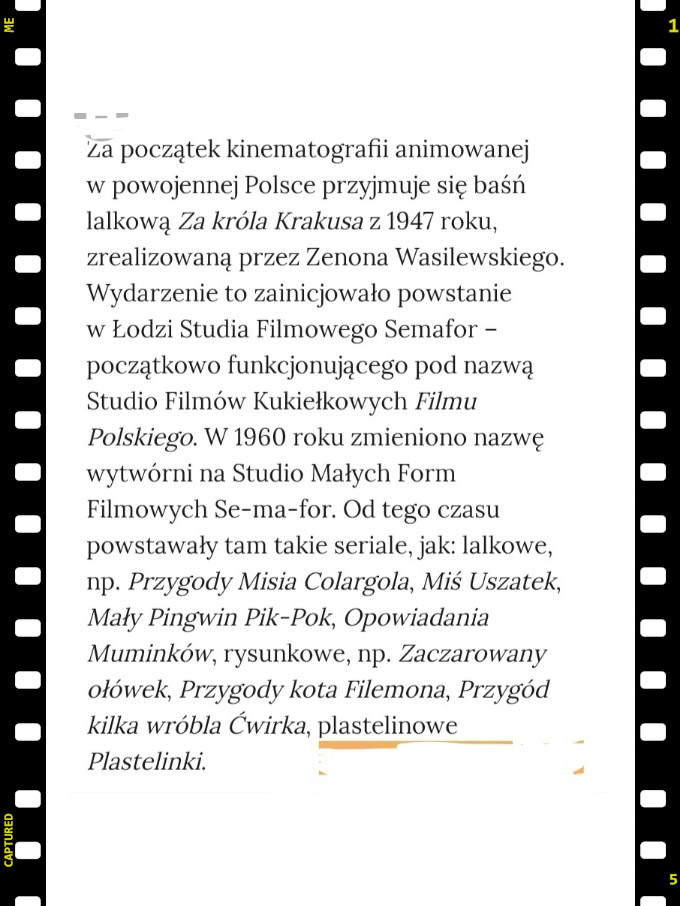 ME
1
Za początek kinematografii animowanej
w powojennej Polsce przyjmuje się baśń
lalkową Za króla Krakusa z 1947 roku,
zrealizowaną przez Zenona Wasilewskiego.
Wydarzenie to zainicjowało powstanie
w Łodzi Studia Filmowego Semafor –
początkowo funkcjonującego pod nazwą
Studio Filmów Kukiełkowych Filmu
Polskiego. W 1960 roku zmieniono nazwę
wytwórni na Studio Małych Form
Filmowych Se-ma-for. Od tego czasu
powstawały tam takie seriale, jak: lalkowe,
np. Przygody Misia Colargola, Miś Uszatek,
Mały Pingwin Pik-Pok, Opowiadania
Muminków, rysunkowe, np. Zaczarowany
ołówek, Przygody kota Filemona, Przygód
kilka wróbla Ćwirka, plastelinowe
Plastelinki.
CAPTURED
5